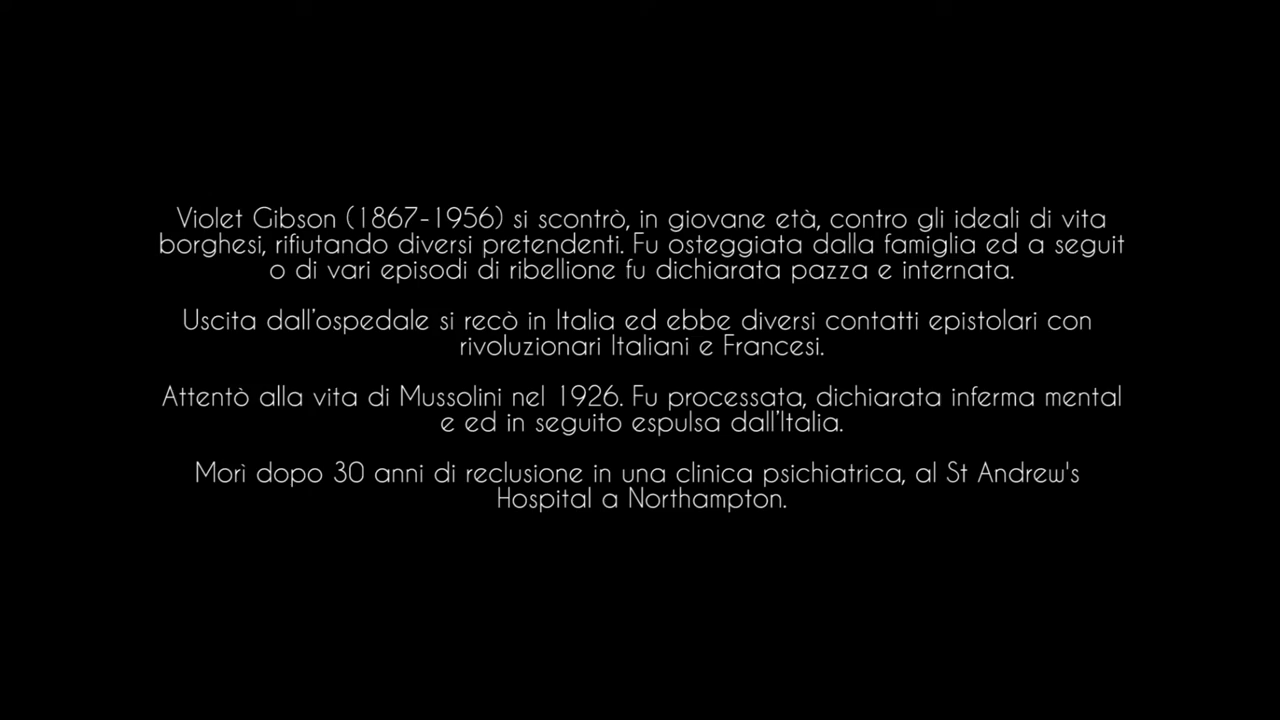 Violet Gibson (1867-1956) si scontrò, in giovane età, contro gli ideali di vita
borghesi, rifiutando diversi pretendenti. Fu osteggiata dalla famiglia ed a seguit
o di vari episodi di ribellione fu dichiarata pazza e internata.
Uscita dall'ospedale si recò in Italia ed ebbe diversi contatti epistolari con
rivoluzionari Italiani e Francesi.
Attentò alla vita di Mussolini nel 1926. Fu processata, dichiarata inferma mental
e ed in seguito espulsa dall'Italia.
Morì dopo 30 anni di reclusione in una clinica psichiatrica, al St Andrew's
Hospital a Northampton.